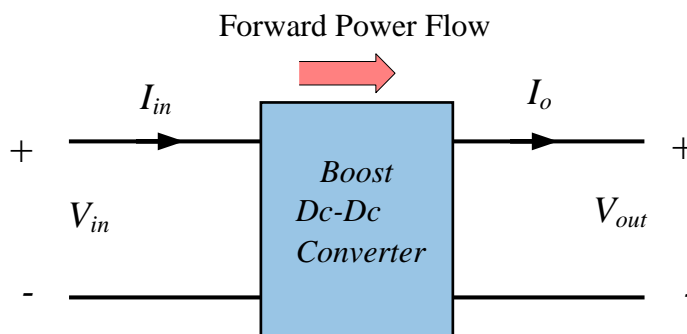 Forward Power Flow
I_in
I_o
+
+
Boost
Dc-Dc
Converter
V_in
V_out
-
-